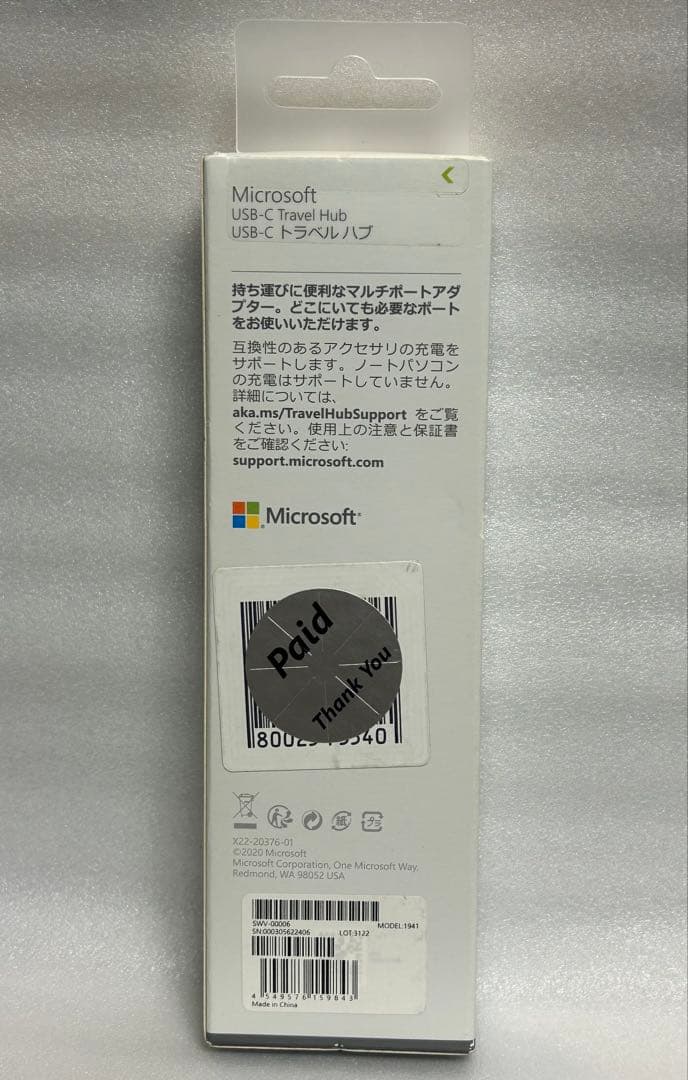 Microsoft
USB-C Travel Hub
USB-C トラベル ハブ
持ち運びに便利なマルチポートアダ
プター。どこにいても必要なポート
をお使いいただけます。
互換性のあるアクセサリの充電を
サポートします。ノートパソコン
の充電はサポートしていません。
詳細については、
aka.ms/TravelHubSupport をご覧
ください。使用上の注意と保証書
をご確認ください:
support.microsoft.com
Microsoft
Paid
Thank You
紙
プラ
X22-20376-01
©2020 Microsoft
Microsoft Corporation, One Microsoft Way,
Redmond, WA 98052 USA
SWV-00006
MODEL:1941
SN:000305622406
LOT:3122
4 549576 159843
Made in China